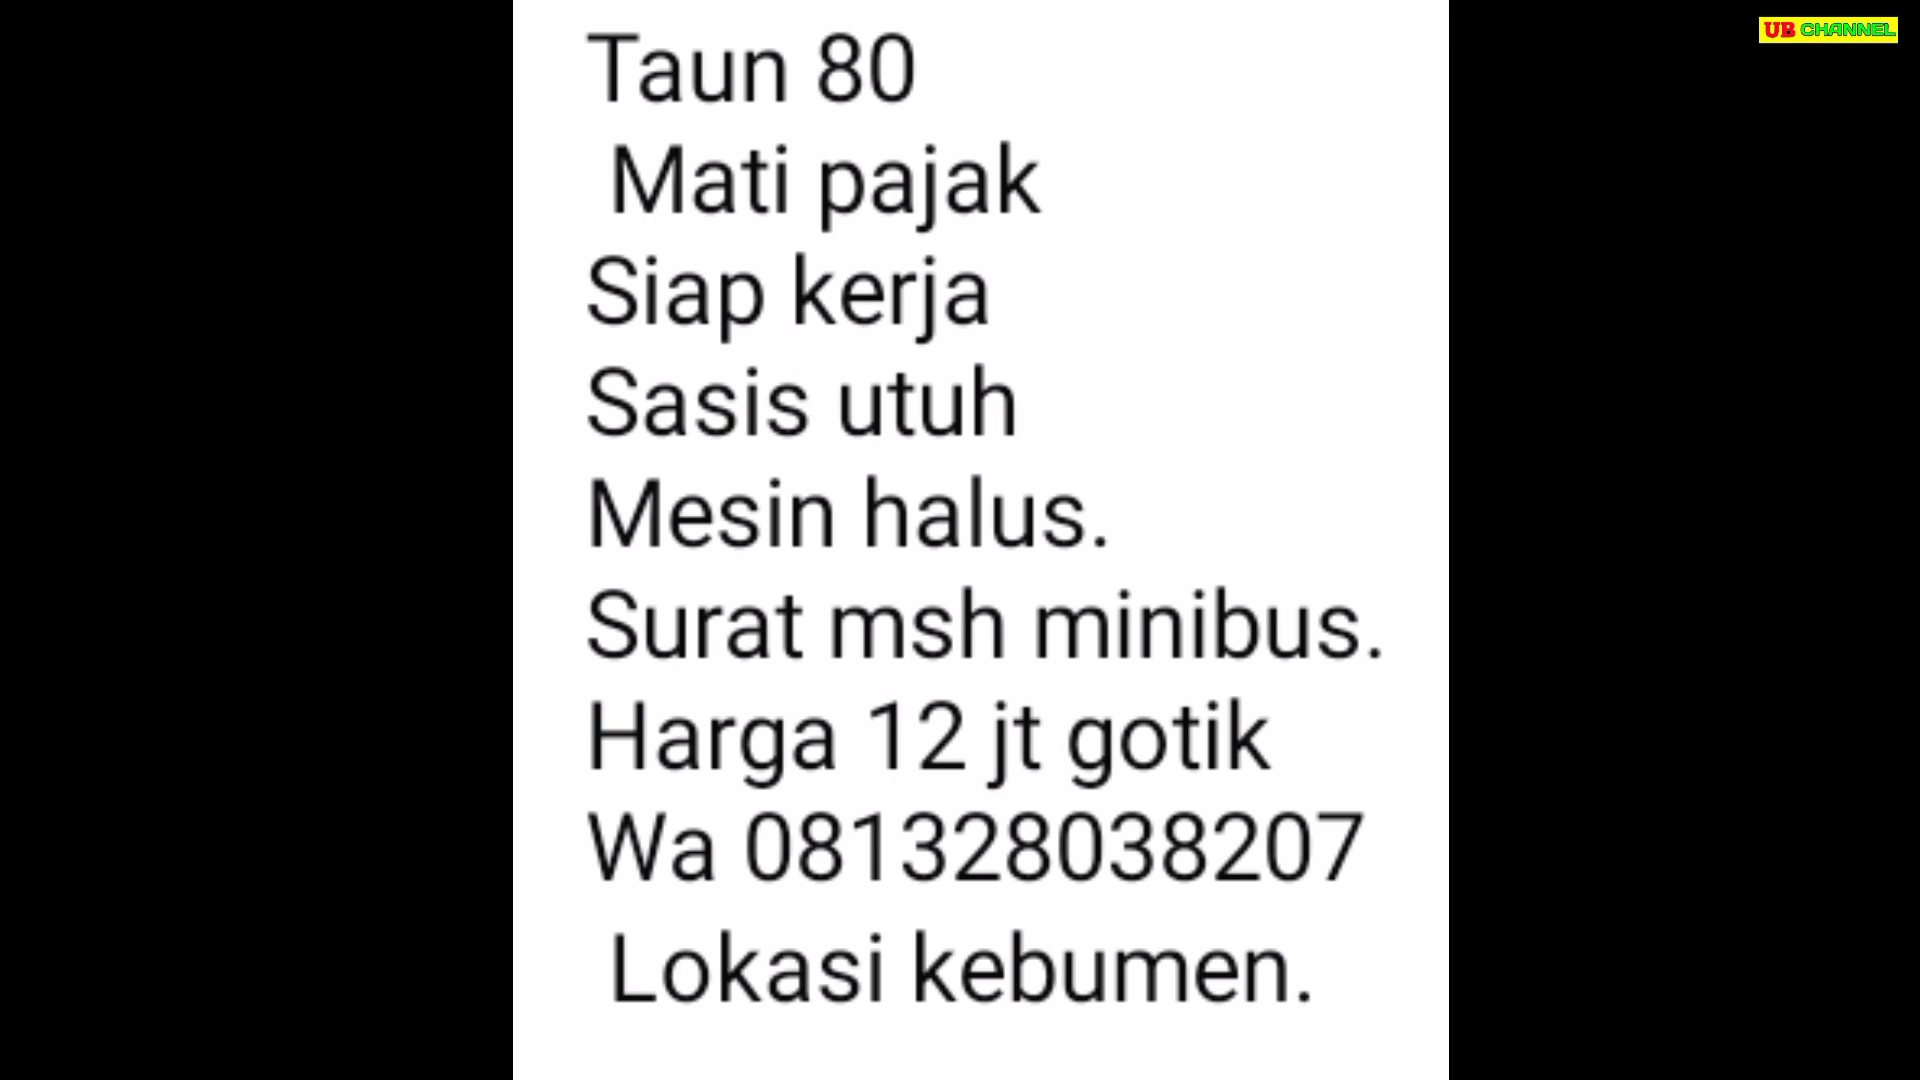 UB CHANNEL
Taun 80
Mati pajak
Siap kerja
Sasis utuh
Mesin halus.
Surat msh minibus.
Harga 12 jt gotik
Wa 081328038207
Lokasi kebumen.